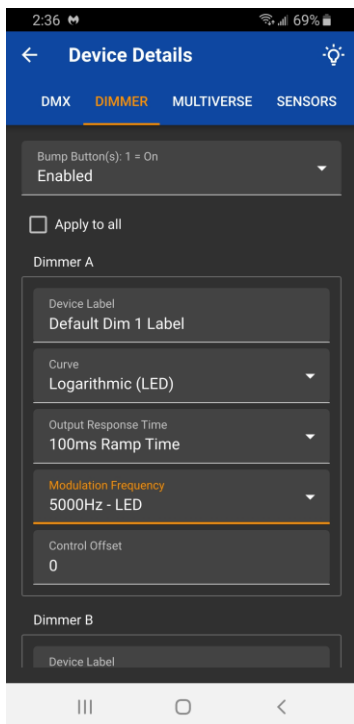 2:36 69%
Device Details
DMX DIMMER MULTIVERSE SENSORS
Bump Button(s): 1 = On
Enabled
Apply to all
Dimmer A
Device Label
Default Dim 1 Label
Curve
Logarithmic (LED)
Output Response Time
100ms Ramp Time
Modulation Frequency
5000Hz - LED
Control Offset
0
Dimmer B
Device Label